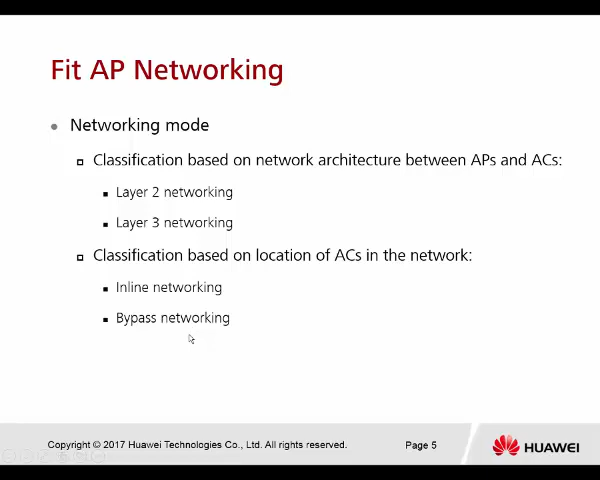 Fit AP Networking
Networking mode
Classification based on network architecture between APs and ACs:
Layer 2 networking
Layer 3 networking
Classification based on location of ACs in the network:
Inline networking
Bypass networking
Copyright © 2017 Huawei Technologies Co., Ltd. All rights reserved.
Page 5
HUAWEI